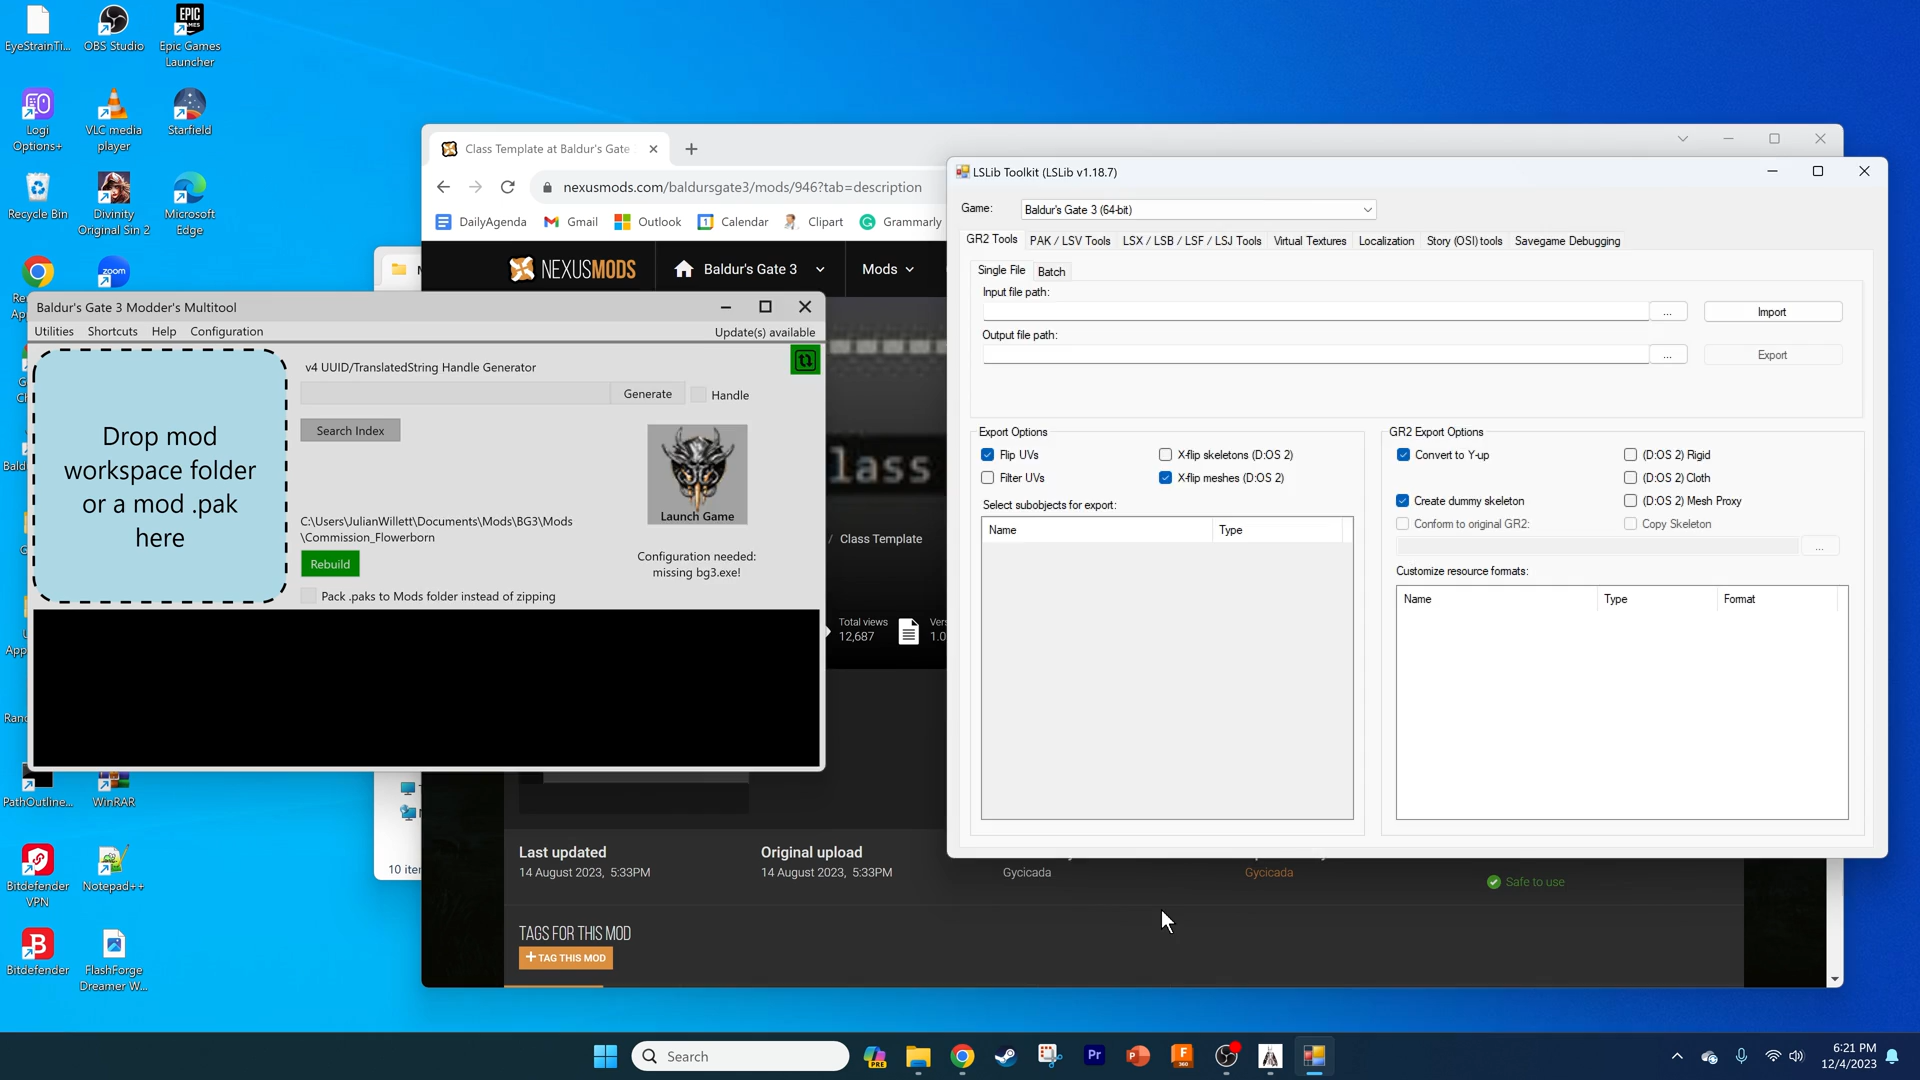 EyeStrainTi...
OBS Studio
Epic Games
Launcher
Logi
Options+
VLC media
player
Starfield
Recycle Bin
Divinity
Original Sin 2
Microsoft
Edge
zoom
Class Template at Baldur's Gate
nexusmods.com/baldursgate3/mods/946?tab=description
DailyAgenda
Gmail
Outlook
Calendar
Clipart
Grammarly
NEXUSMODS
Baldur's Gate 3
Mods
lass
/ Class Template
Total views
12,687
1.0
Last updated
14 August 2023, 5:33PM
Original upload
14 August 2023, 5:33PM
Gycicada
Gycicada
Safe to use
TAGS FOR THIS MOD
+ TAG THIS MOD
Baldur's Gate 3 Modder's Multitool
Utilities
Shortcuts
Help
Configuration
Update(s) available
Drop mod
workspace folder
or a mod .pak
here
v4 UUID/TranslatedString Handle Generator
Generate
Handle
Search Index
Launch Game
C:\Users\JulianWillett\Documents\Mods\BG3\Mods
\Commission_Flowerborn
Rebuild
Configuration needed:
missing bg3.exe!
Pack .paks to Mods folder instead of zipping
LSLib Toolkit (LSLib v1.18.7)
Game:
Baldur's Gate 3 (64-bit)
GR2 Tools
PAK / LSV Tools
LSX / LSB / LSF / LSJ Tools
Virtual Textures
Localization
Story (OSI) tools
Savegame Debugging
Single File
Batch
Input file path:
...
Import
Output file path:
...
Export
Export Options
Flip UVs
X-flip skeletons (D:OS 2)
Filter UVs
X-flip meshes (D:OS 2)
Select subobjects for export:
Name
Type
GR2 Export Options
Convert to Y-up
(D:OS 2) Rigid
(D:OS 2) Cloth
Create dummy skeleton
(D:OS 2) Mesh Proxy
Conform to original GR2:
Copy Skeleton
...
Customize resource formats:
Name
Type
Format
10 iter
PathOutline...
WinRAR
Bitdefender
VPN
Notepad++
Bitdefender
FlashForge
Dreamer W...
Search
6:21 PM
12/4/2023